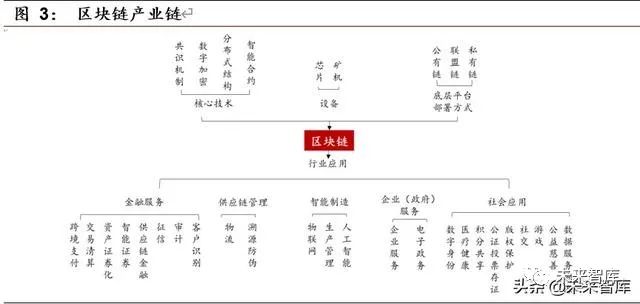 图 3： 区块链产业链
共识机制
数字加密
分布式结构
智能合约
芯片
矿机
公有链
联盟链
私有链
核心技术
设备
底层平台
部署方式
区块链
行业应用
金融服务
跨境支付
交易清算
资产证券化
智能证券
供应链金融
征信
审计
客户识别
供应链管理
物流
溯源防伪
智能制造
物联网
生产管理
人工智能
企业（政府）
服务
企业服务
电子政务
社会应用
数字身份
医疗健康
积分共享
公证投票存证
版权保护
社交
游戏
公益慈善
数据服务
未来智库
头条 @未来智库